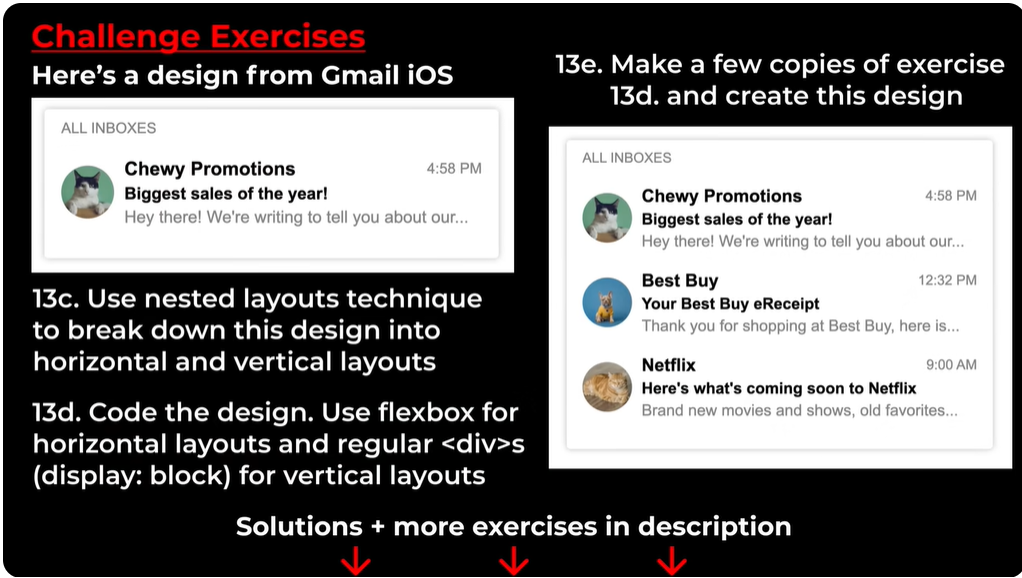 Challenge Exercises
Here's a design from Gmail iOS
ALL INBOXES
Chewy Promotions
4:58 PM
Biggest sales of the year!
Hey there! We're writing to tell you about our...
13c. Use nested layouts technique
to break down this design into
horizontal and vertical layouts
13d. Code the design. Use flexbox for
horizontal layouts and regular <div>s
(display: block) for vertical layouts
13e. Make a few copies of exercise
13d. and create this design
ALL INBOXES
Chewy Promotions
4:58 PM
Biggest sales of the year!
Hey there! We're writing to tell you about our...
Best Buy
12:32 PM
Your Best Buy eReceipt
Thank you for shopping at Best Buy, here is...
Netflix
9:00 AM
Here's what's coming soon to Netflix
Brand new movies and shows, old favorites...
Solutions + more exercises in description